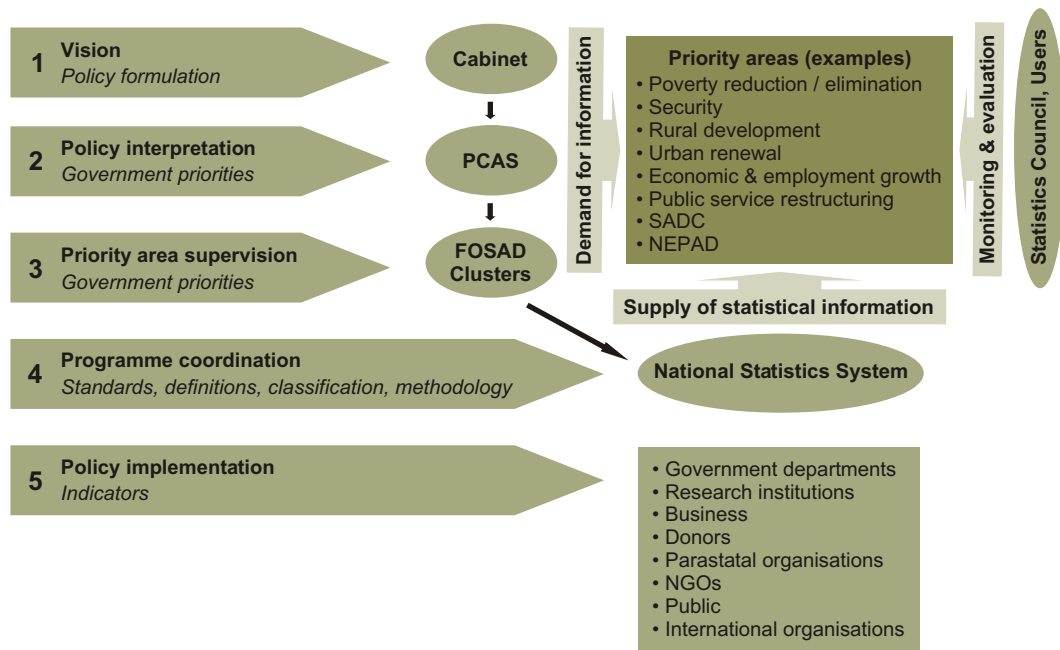 1
Vision
Policy formulation
2
Policy interpretation
Government priorities
3
Priority area supervision
Government priorities
4
Programme coordination
Standards, definitions, classification, methodology
5
Policy implementation
Indicators
Cabinet
PCAS
FOSAD
Clusters
Demand for information
Priority areas (examples)
• Poverty reduction / elimination
• Security
• Rural development
• Urban renewal
• Economic & employment growth
• Public service restructuring
• SADC
• NEPAD
Monitoring & evaluation
Statistics Council, Users
Supply of statistical information
National Statistics System
• Government departments
• Research institutions
• Business
• Donors
• Parastatal organisations
• NGOs
• Public
• International organisations